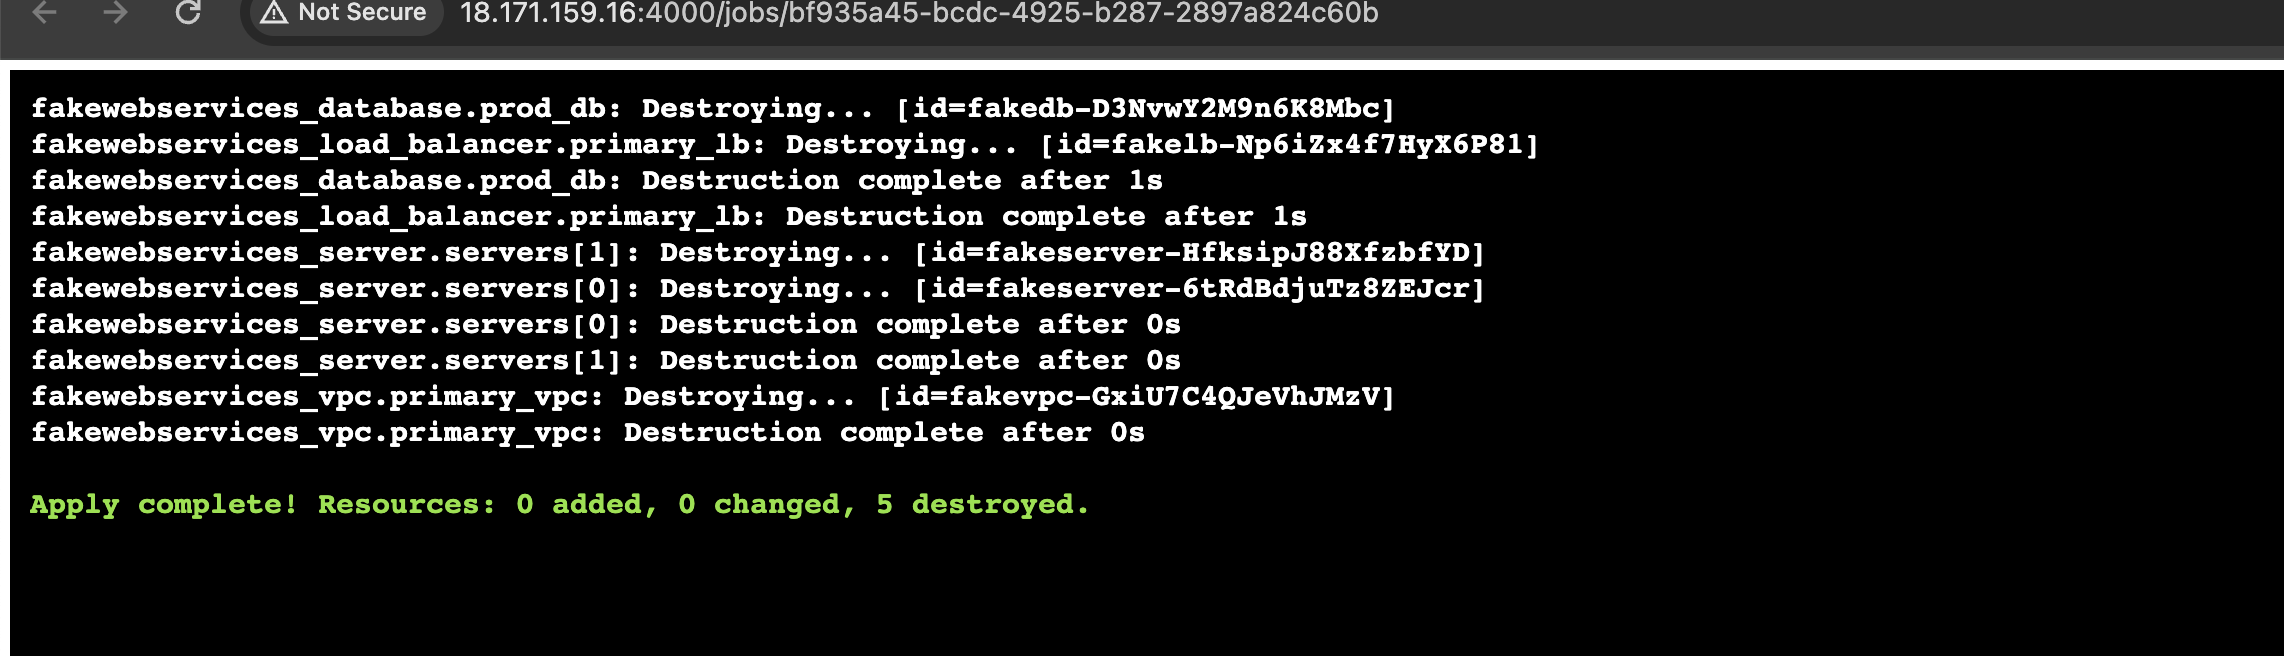 Not Secure 18.171.159.16:4000/jobs/bf935a45-bcdc-4925-b287-2897a824c60b
fakewebservices_database.prod_db: Destroying... [id=fakedb-D3NvwY2M9n6K8Mbc]
fakewebservices_load_balancer.primary_lb: Destroying... [id=fakelb-Np6iZx4f7HyX6P81]
fakewebservices_database.prod_db: Destruction complete after 1s
fakewebservices_load_balancer.primary_lb: Destruction complete after 1s
fakewebservices_server.servers[1]: Destroying... [id=fakeserver-HfksipJ88XfzbfYD]
fakewebservices_server.servers[0]: Destroying... [id=fakeserver-6tRdBdjuTz8ZEJcr]
fakewebservices_server.servers[0]: Destruction complete after 0s
fakewebservices_server.servers[1]: Destruction complete after 0s
fakewebservices_vpc.primary_vpc: Destroying... [id=fakevpc-GxiU7C4QJeVhJMzV]
fakewebservices_vpc.primary_vpc: Destruction complete after 0s
Apply complete! Resources: 0 added, 0 changed, 5 destroyed.